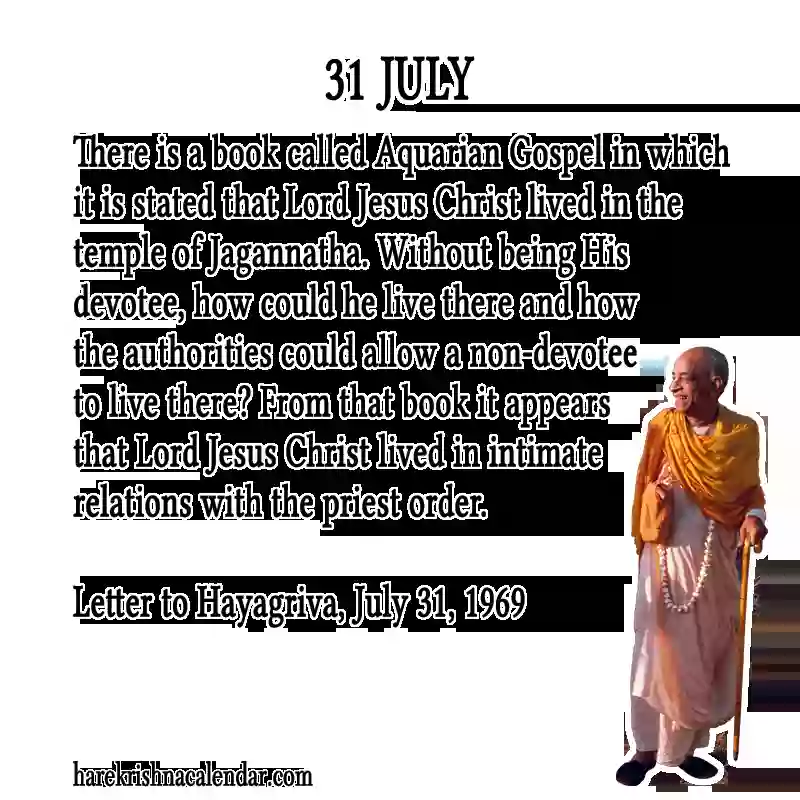 31 JULY
There is a book called Aquarian Gospel in which
it is stated that Lord Jesus Christ lived in the
temple of Jagannatha. Without being His
devotee, how could he live there and how
the authorities could allow a non-devotee
to live there? From that book it appears
that Lord Jesus Christ lived in intimate
relations with the priest order.
Letter to Hayagriva, July 31, 1969
harekrishnacalendar.com